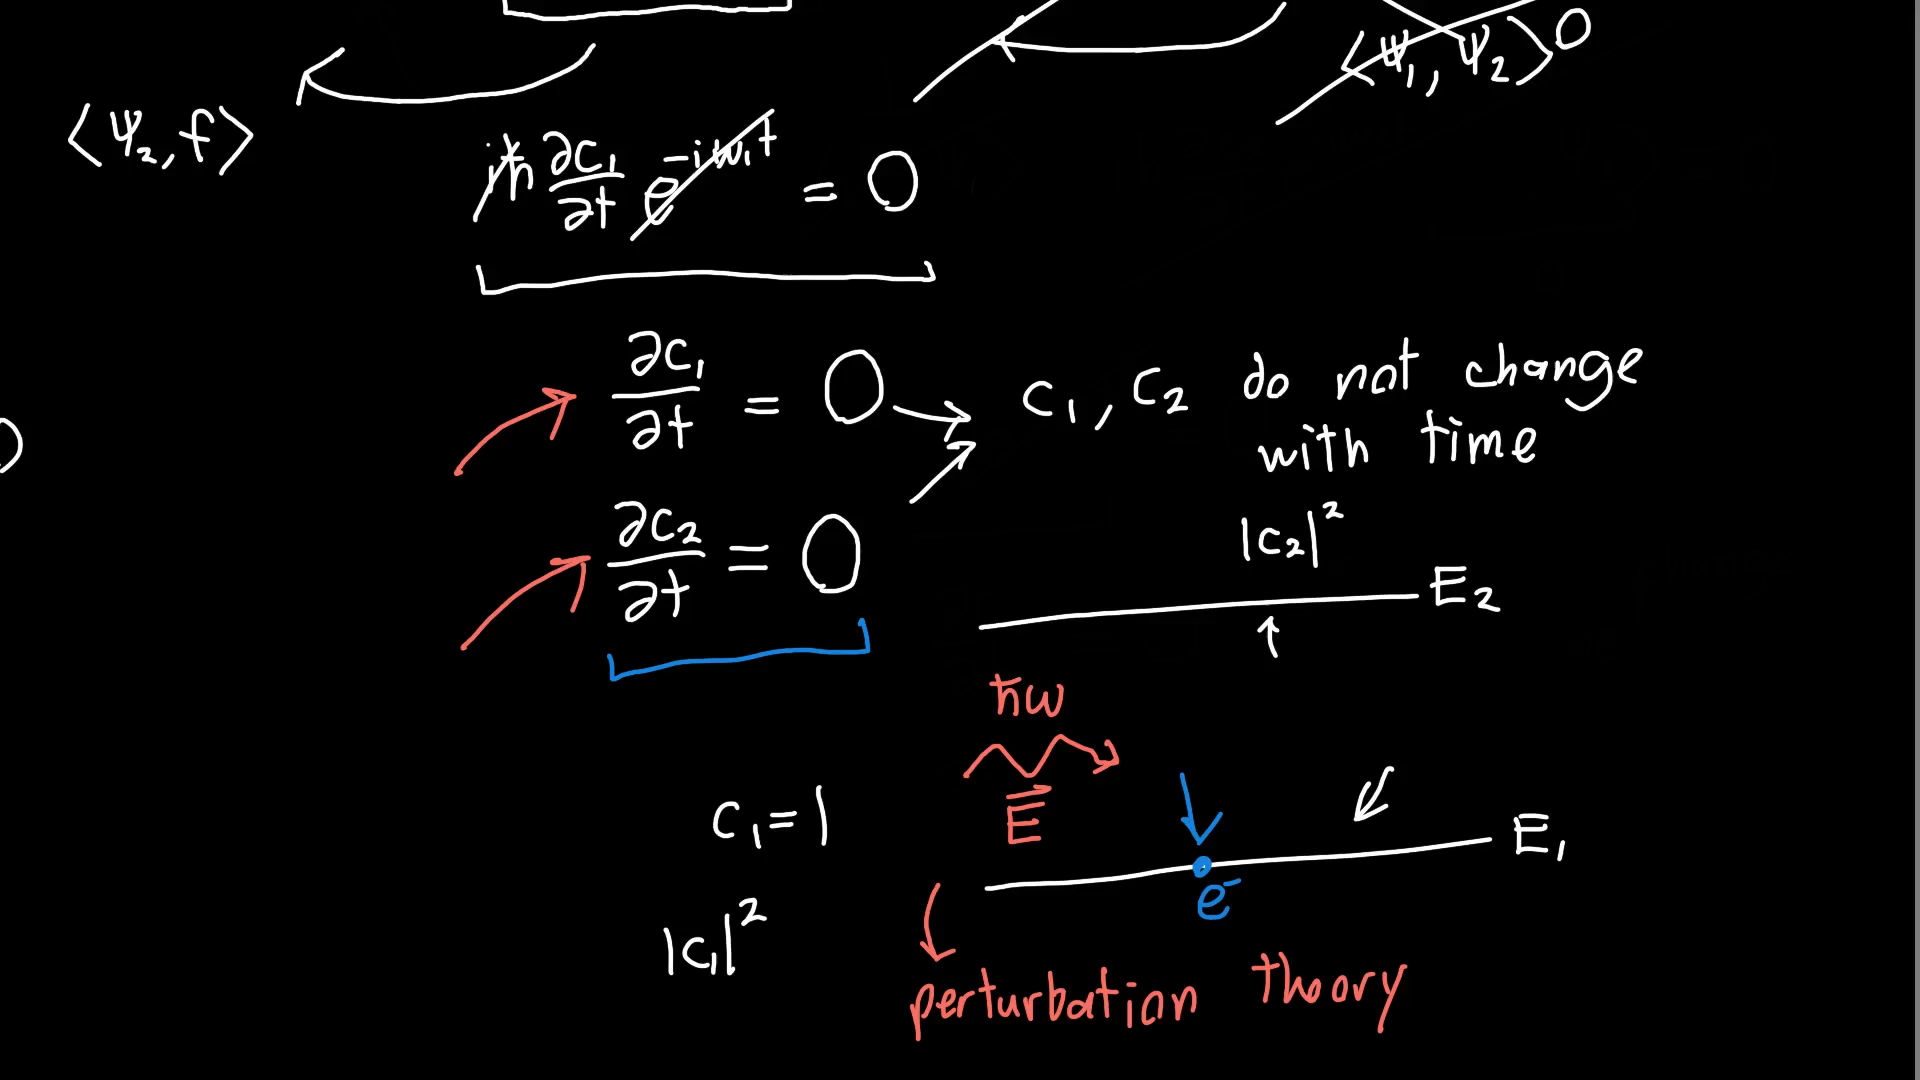 ⟨ψ₁, ψ₂⟩ 0
⟨ψ₂, f⟩
iħ ∂c₁/∂t e^(-iω₁t) = 0
∂c₁/∂t = 0 → c₁, c₂ do not change
with time
∂c₂/∂t = 0
|c₂|²
E₂
ħω
E
c₁ = 1
E₁
e⁻
|c₁|²
perturbation theory